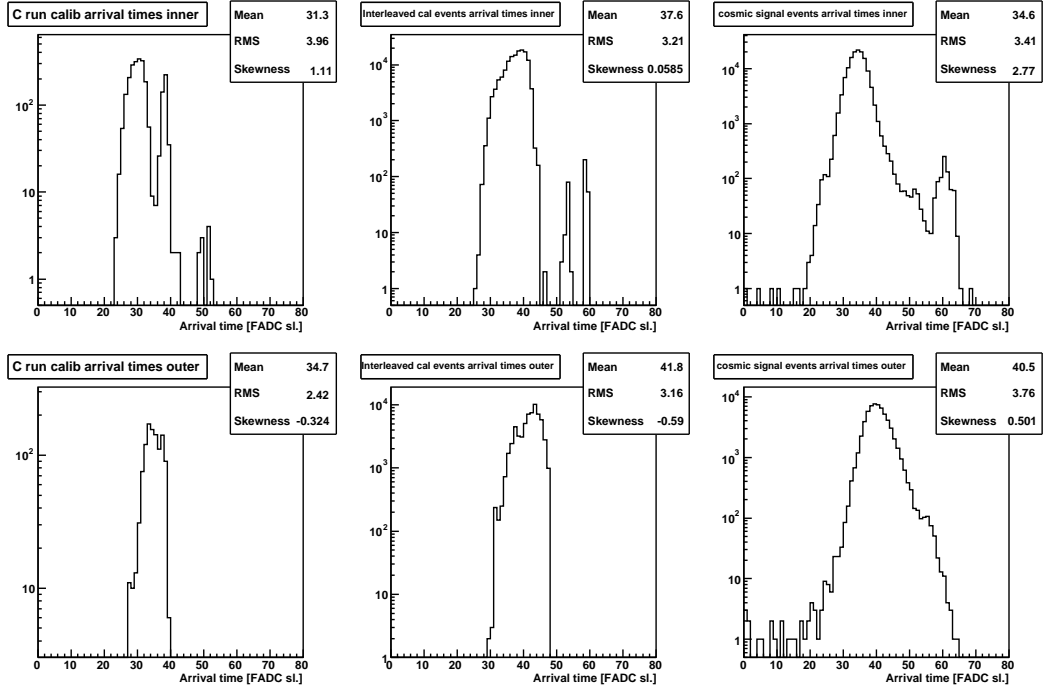 C run calib arrival times inner
Mean 31.3
RMS 3.96
Skewness 1.11
10²
10
1
0 10 20 30 40 50 60 70 80
Arrival time [FADC sl.]
Interleaved cal events arrival times inner
Mean 37.6
RMS 3.21
Skewness 0.0585
10⁴
10³
10²
10
1
0 10 20 30 40 50 60 70 80
Arrival time [FADC sl.]
cosmic signal events arrival times inner
Mean 34.6
RMS 3.41
Skewness 2.77
10⁴
10³
10²
10
1
0 10 20 30 40 50 60 70 80
Arrival time [FADC sl.]
C run calib arrival times outer
Mean 34.7
RMS 2.42
Skewness -0.324
10²
10
0 10 20 30 40 50 60 70 80
Arrival time [FADC sl.]
Interleaved cal events arrival times outer
Mean 41.8
RMS 3.16
Skewness -0.59
10⁴
10³
10²
10
1
0 10 20 30 40 50 60 70 80
Arrival time [FADC sl.]
cosmic signal events arrival times outer
Mean 40.5
RMS 3.76
Skewness 0.501
10⁴
10³
10²
10
1
0 10 20 30 40 50 60 70 80
Arrival time [FADC sl.]